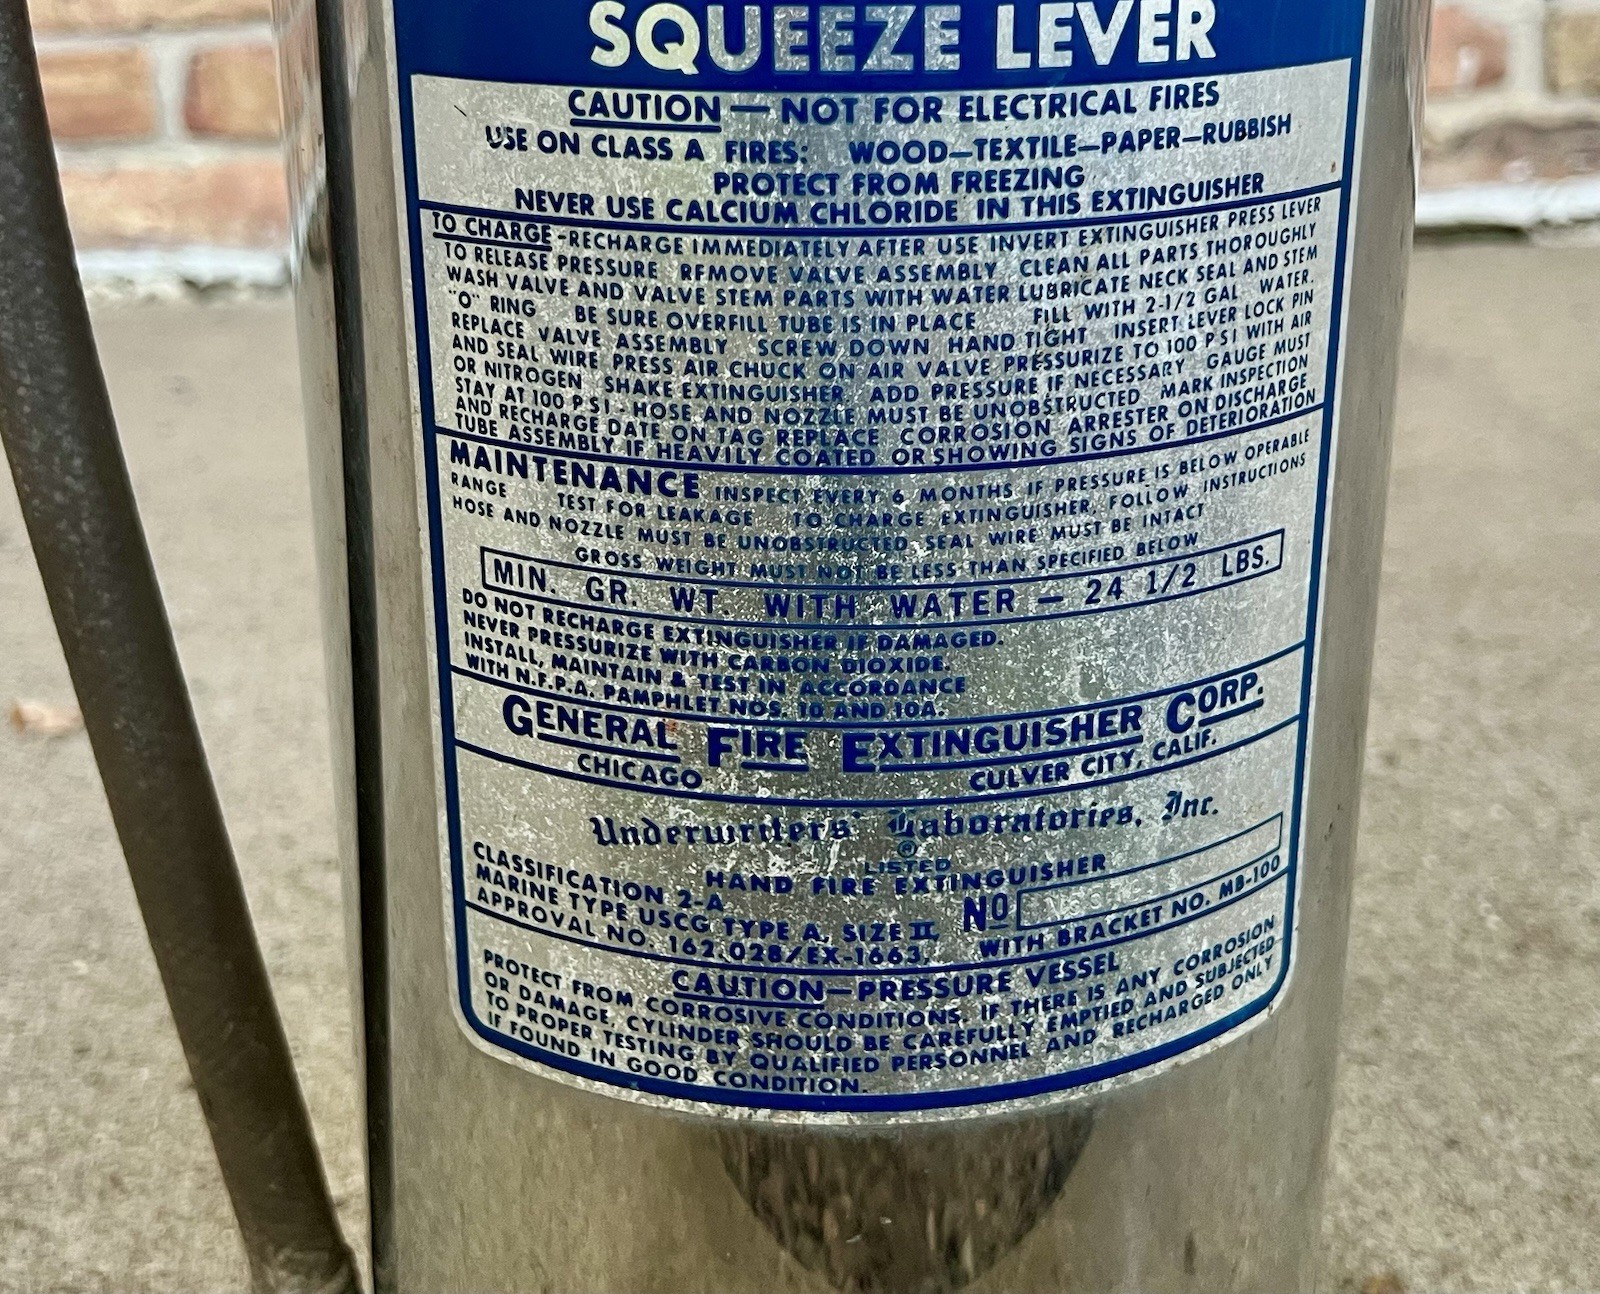 SQUEEZE LEVER
CAUTION — NOT FOR ELECTRICAL FIRES
USE ON CLASS A FIRES: WOOD—TEXTILE—PAPER—RUBBISH
PROTECT FROM FREEZING
NEVER USE CALCIUM CHLORIDE IN THIS EXTINGUISHER
TO CHARGE - RECHARGE IMMEDIATELY AFTER USE INVERT EXTINGUISHER PRESS LEVER
TO RELEASE PRESSURE REMOVE VALVE ASSEMBLY CLEAN ALL PARTS THOROUGHLY
WASH VALVE AND VALVE STEM PARTS WITH WATER LUBRICATE NECK SEAL AND STEM
"O" RING BE SURE OVERFILL TUBE IS IN PLACE FILL WITH 2-1/2 GAL WATER.
REPLACE VALVE ASSEMBLY SCREW DOWN HAND TIGHT INSERT LEVER LOCK PIN
AND SEAL WIRE PRESS AIR CHUCK ON AIR VALVE PRESSURIZE TO 100 PSI WITH AIR
OR NITROGEN SHAKE EXTINGUISHER ADD PRESSURE IF NECESSARY GAUGE MUST
STAY AT 100 P S I - HOSE AND NOZZLE MUST BE UNOBSTRUCTED MARK INSPECTION
AND RECHARGE DATE ON TAG REPLACE CORROSION ARRESTER ON DISCHARGE
TUBE ASSEMBLY IF HEAVILY COATED OR SHOWING SIGNS OF DETERIORATION
MAINTENANCE INSPECT EVERY 6 MONTHS IF PRESSURE IS BELOW OPERABLE
RANGE TEST FOR LEAKAGE TO CHARGE EXTINGUISHER, FOLLOW INSTRUCTIONS
HOSE AND NOZZLE MUST BE UNOBSTRUCTED SEAL WIRE MUST BE INTACT
GROSS WEIGHT MUST NOT BE LESS THAN SPECIFIED BELOW
MIN. GR. WT. WITH WATER — 24 1/2 LBS.
DO NOT RECHARGE EXTINGUISHER IF DAMAGED.
NEVER PRESSURIZE WITH CARBON DIOXIDE.
INSTALL, MAINTAIN & TEST IN ACCORDANCE
WITH N.F.P.A. PAMPHLET NOS. 10 AND 10A.
GENERAL FIRE EXTINGUISHER CORP.
CHICAGO CULVER CITY, CALIF.
Underwriters' Laboratories, Inc.
®
LISTED
HAND FIRE EXTINGUISHER
CLASSIFICATION 2-A
Nº
MARINE TYPE USCG TYPE A, SIZE II,
APPROVAL NO. 162.028/EX-1663, WITH BRACKET NO. MB-100
CAUTION—PRESSURE VESSEL
PROTECT FROM CORROSIVE CONDITIONS. IF THERE IS ANY CORROSION
OR DAMAGE, CYLINDER SHOULD BE CAREFULLY EMPTIED AND SUBJECTED
TO PROPER TESTING BY QUALIFIED PERSONNEL AND RECHARGED ONLY
IF FOUND IN GOOD CONDITION.